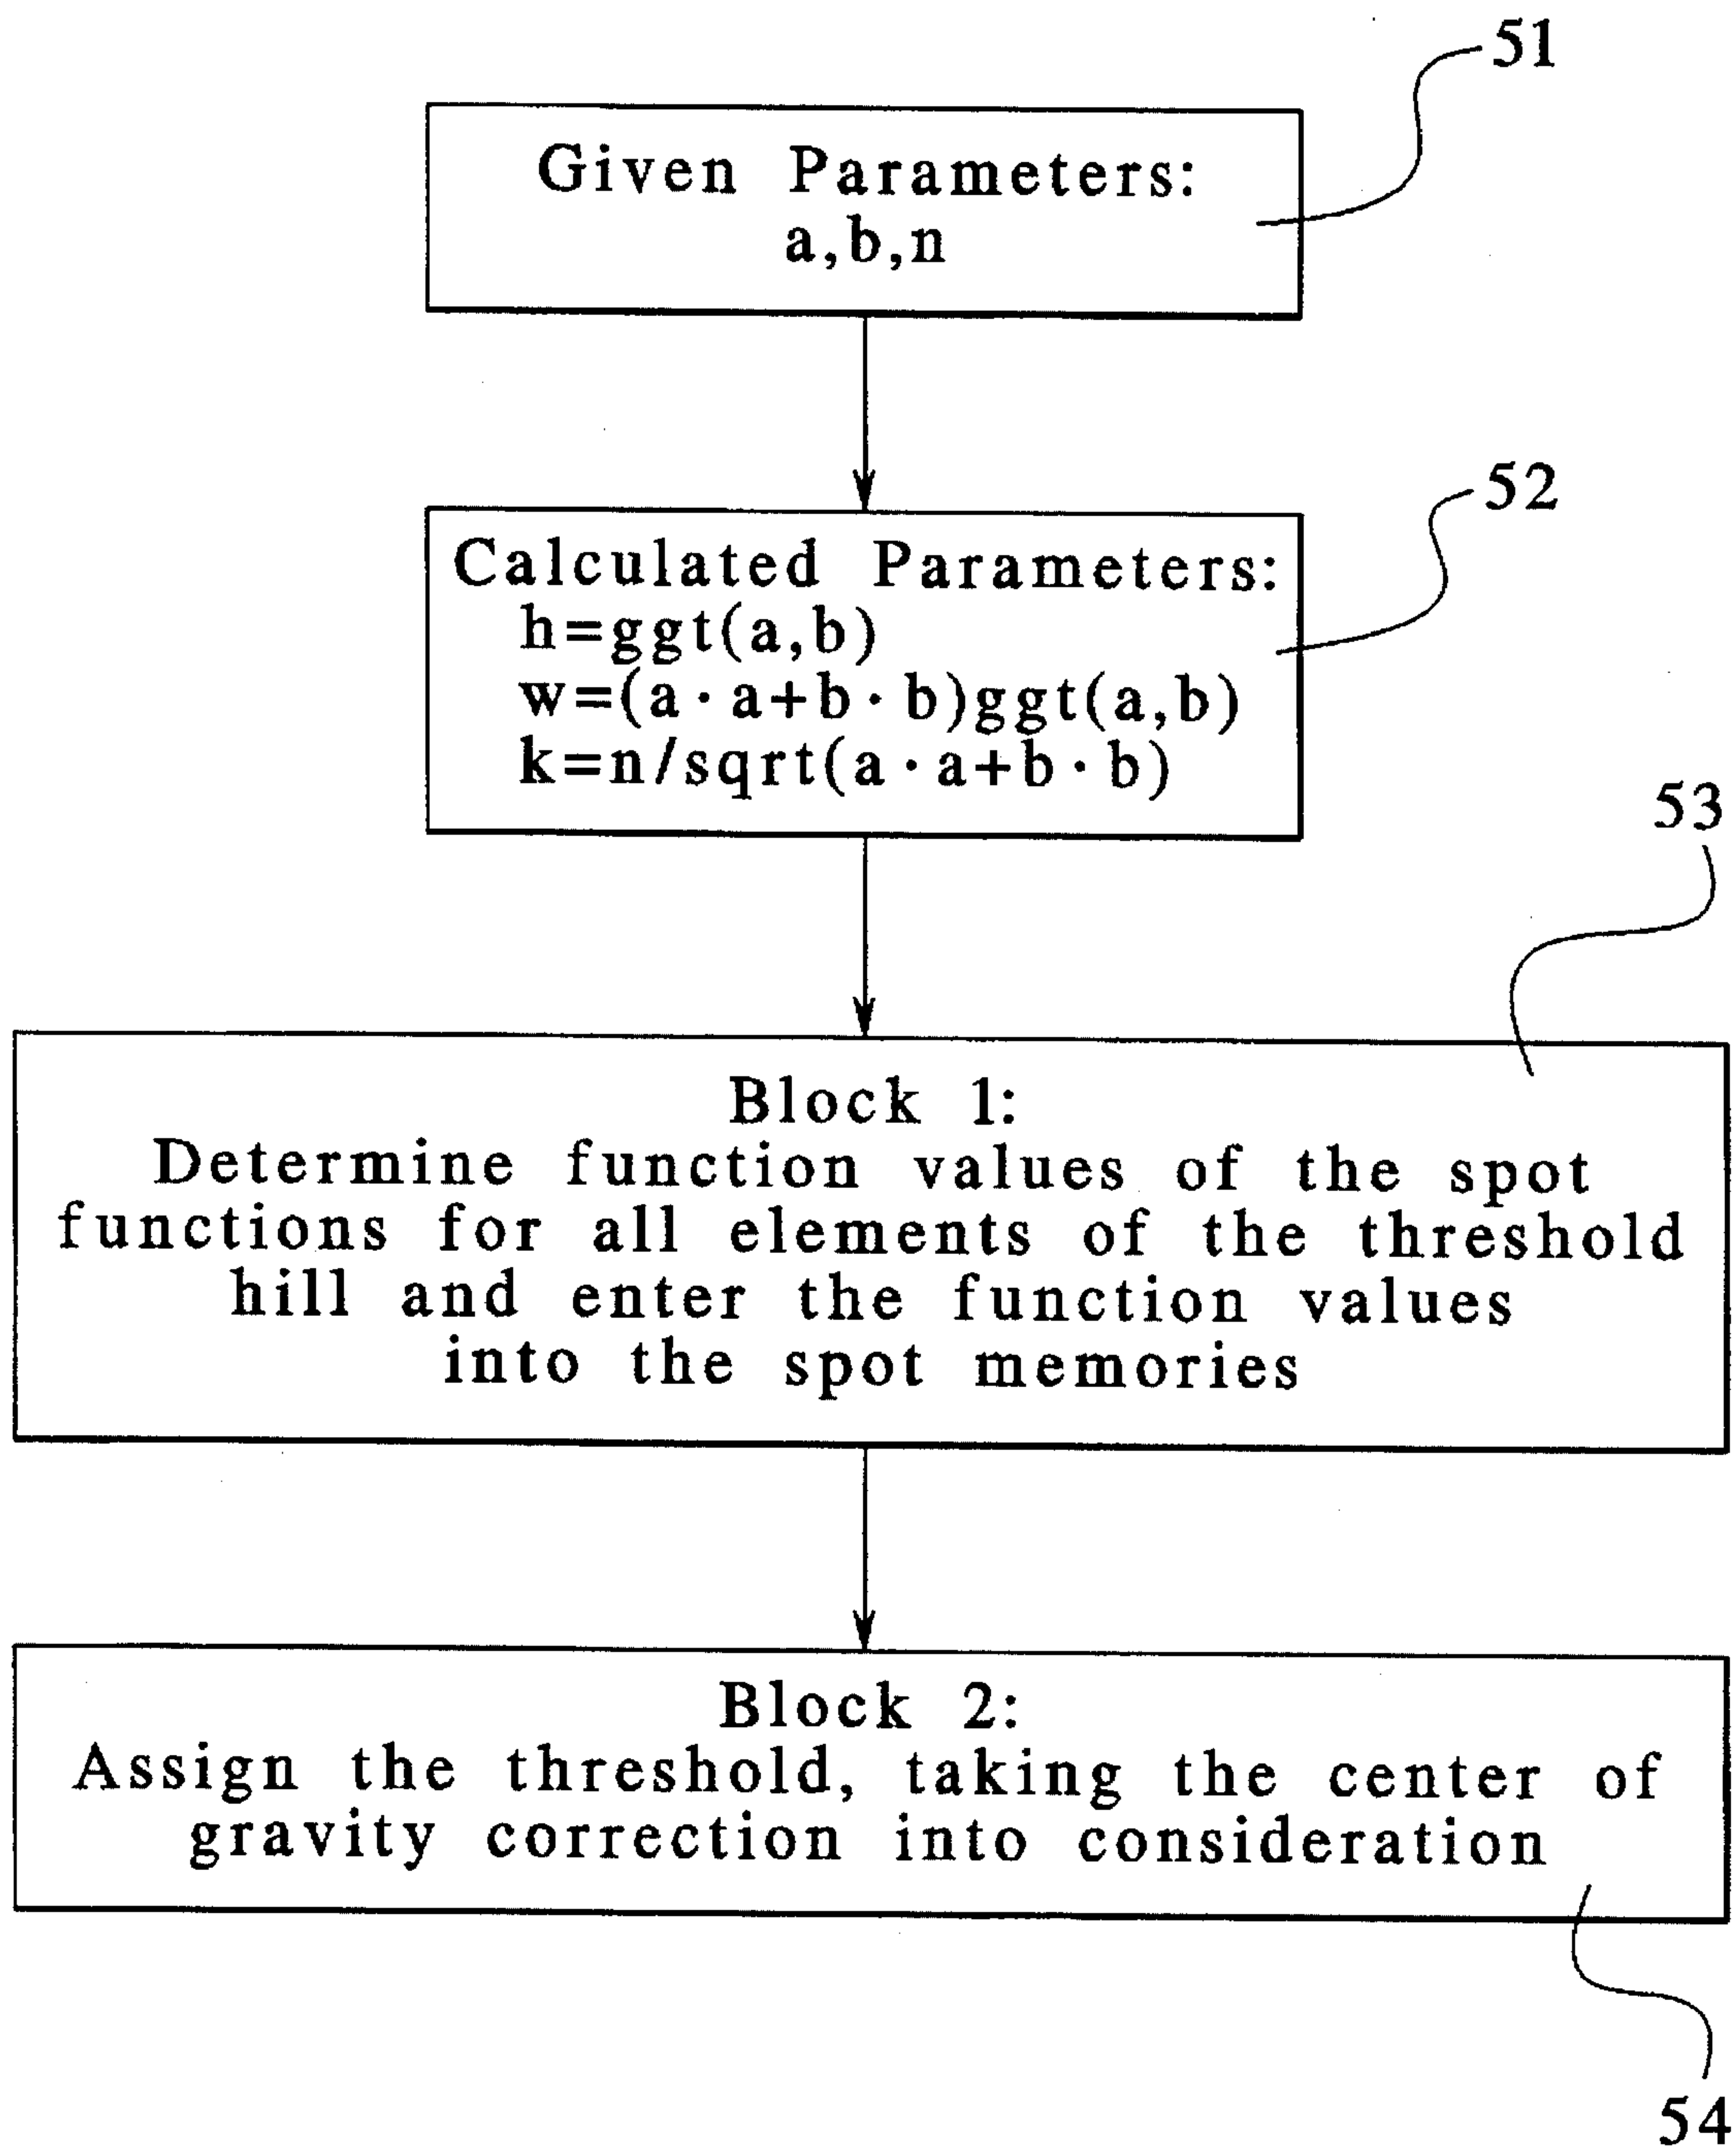 51
Given Parameters:
a,b,n
52
Calculated Parameters:
h=ggt(a,b)
w=(a·a+b·b)ggt(a,b)
k=n/sqrt(a·a+b·b)
53
Block 1:
Determine function values of the spot
functions for all elements of the threshold
hill and enter the function values
into the spot memories
Block 2:
Assign the threshold, taking the center of
gravity correction into consideration
54